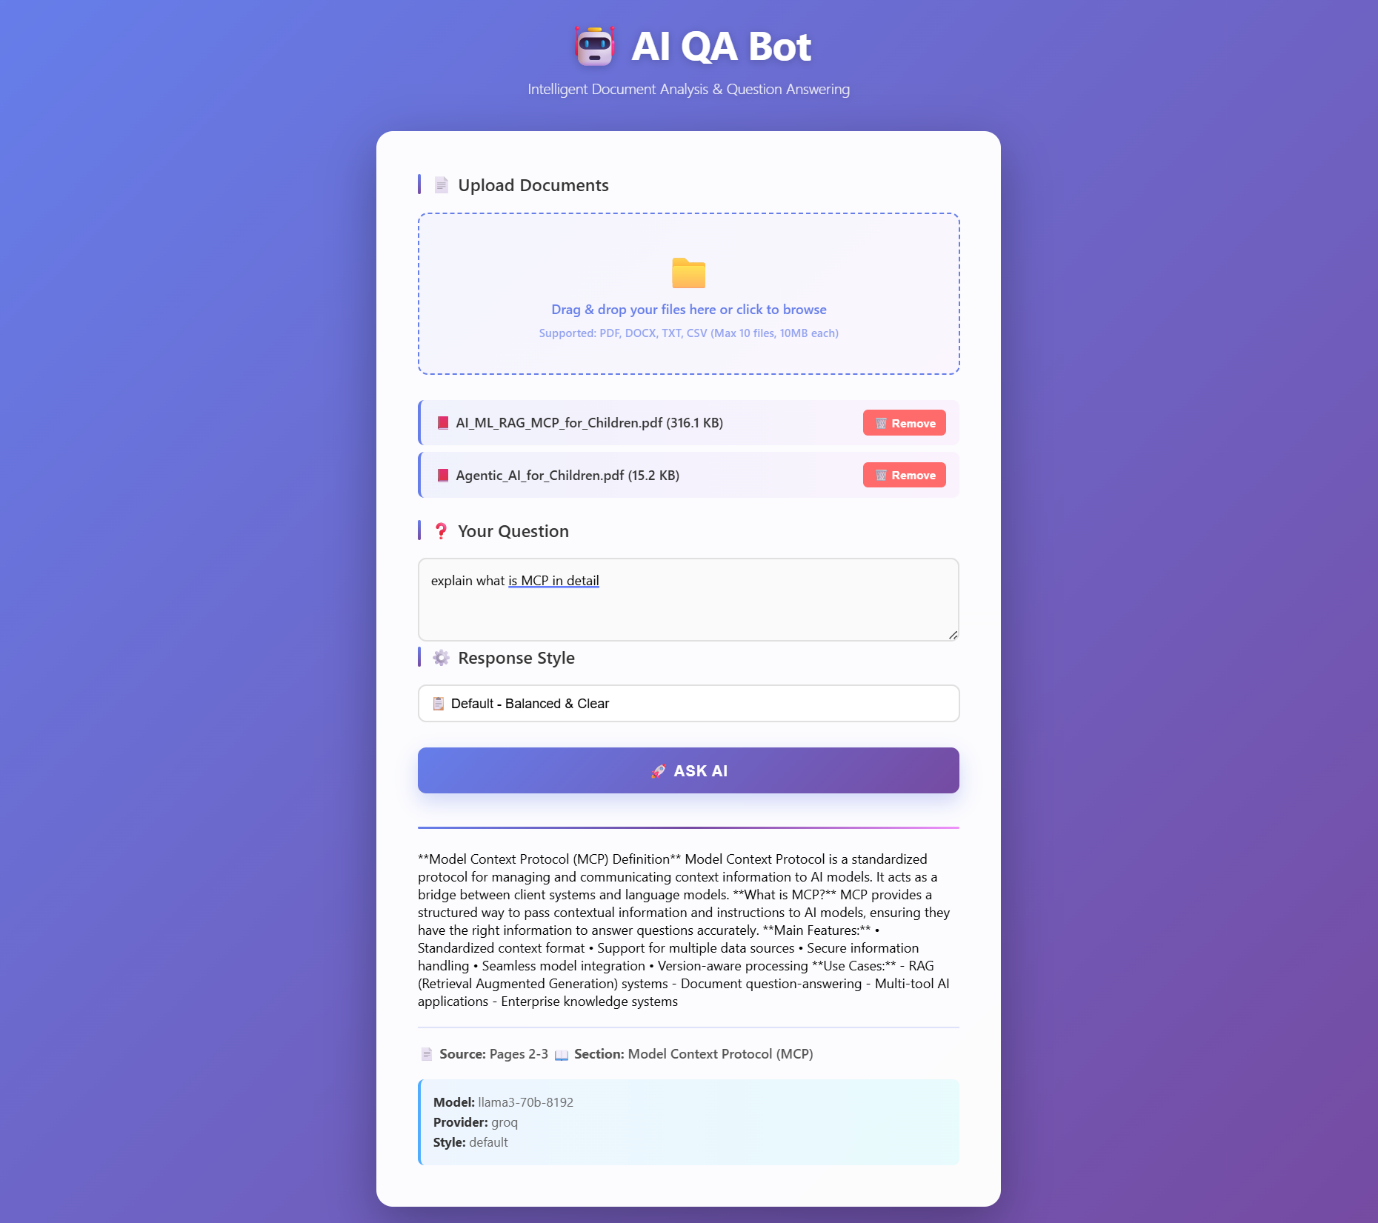 AI QA Bot
Intelligent Document Analysis & Question Answering
Upload Documents
Drag & drop your files here or click to browse
Supported: PDF, DOCX, TXT, CSV (Max 10 files, 10MB each)
AI_ML_RAG_MCP_for_Children.pdf (316.1 KB)
Remove
Agentic_AI_for_Children.pdf (15.2 KB)
Remove
Your Question
explain what is MCP in detail
Response Style
Default - Balanced & Clear
ASK AI
**Model Context Protocol (MCP) Definition** Model Context Protocol is a standardized
protocol for managing and communicating context information to AI models. It acts as a
bridge between client systems and language models. **What is MCP?** MCP provides a
structured way to pass contextual information and instructions to AI models, ensuring they
have the right information to answer questions accurately. **Main Features:** •
Standardized context format • Support for multiple data sources • Secure information
handling • Seamless model integration • Version-aware processing **Use Cases:** - RAG
(Retrieval Augmented Generation) systems - Document question-answering - Multi-tool AI
applications - Enterprise knowledge systems
Source: Pages 2-3 Section: Model Context Protocol (MCP)
Model: llama3-70b-8192
Provider: groq
Style: default